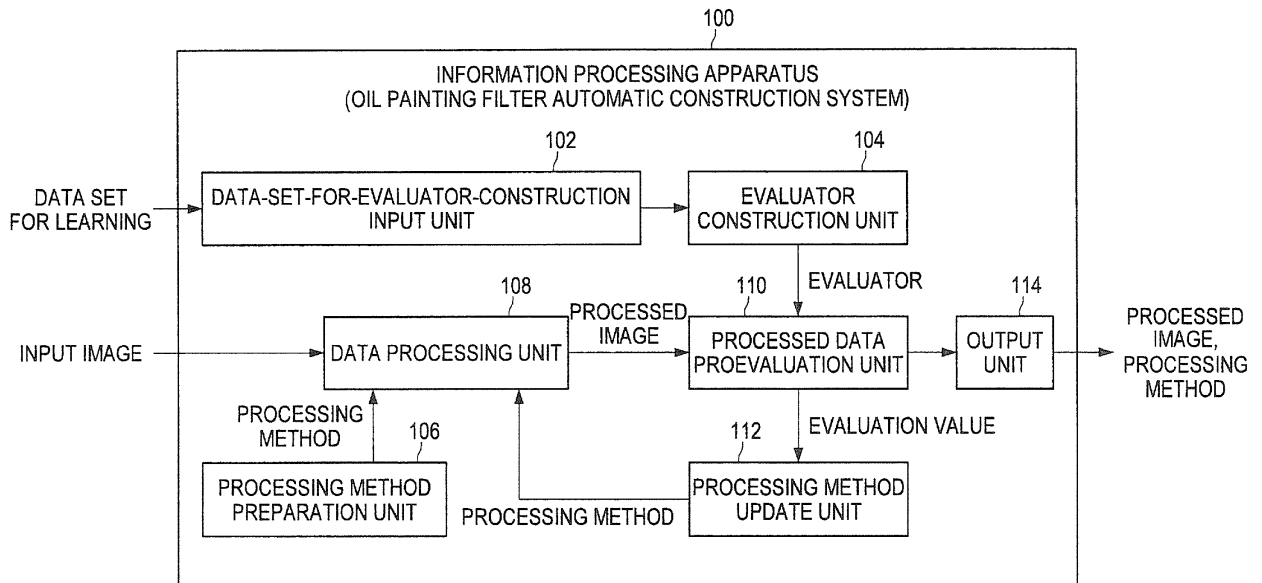 100
INFORMATION PROCESSING APPARATUS
(OIL PAINTING FILTER AUTOMATIC CONSTRUCTION SYSTEM)
102
104
DATA SET
FOR LEARNING
DATA-SET-FOR-EVALUATOR-CONSTRUCTION
INPUT UNIT
EVALUATOR
CONSTRUCTION UNIT
EVALUATOR
108
110
114
PROCESSED
IMAGE
INPUT IMAGE
DATA PROCESSING UNIT
PROCESSED DATA
PROEVALUATION UNIT
OUTPUT
UNIT
PROCESSED
IMAGE,
PROCESSING
METHOD
PROCESSING
METHOD
EVALUATION VALUE
106
112
PROCESSING METHOD
PREPARATION UNIT
PROCESSING METHOD
PROCESSING METHOD
UPDATE UNIT